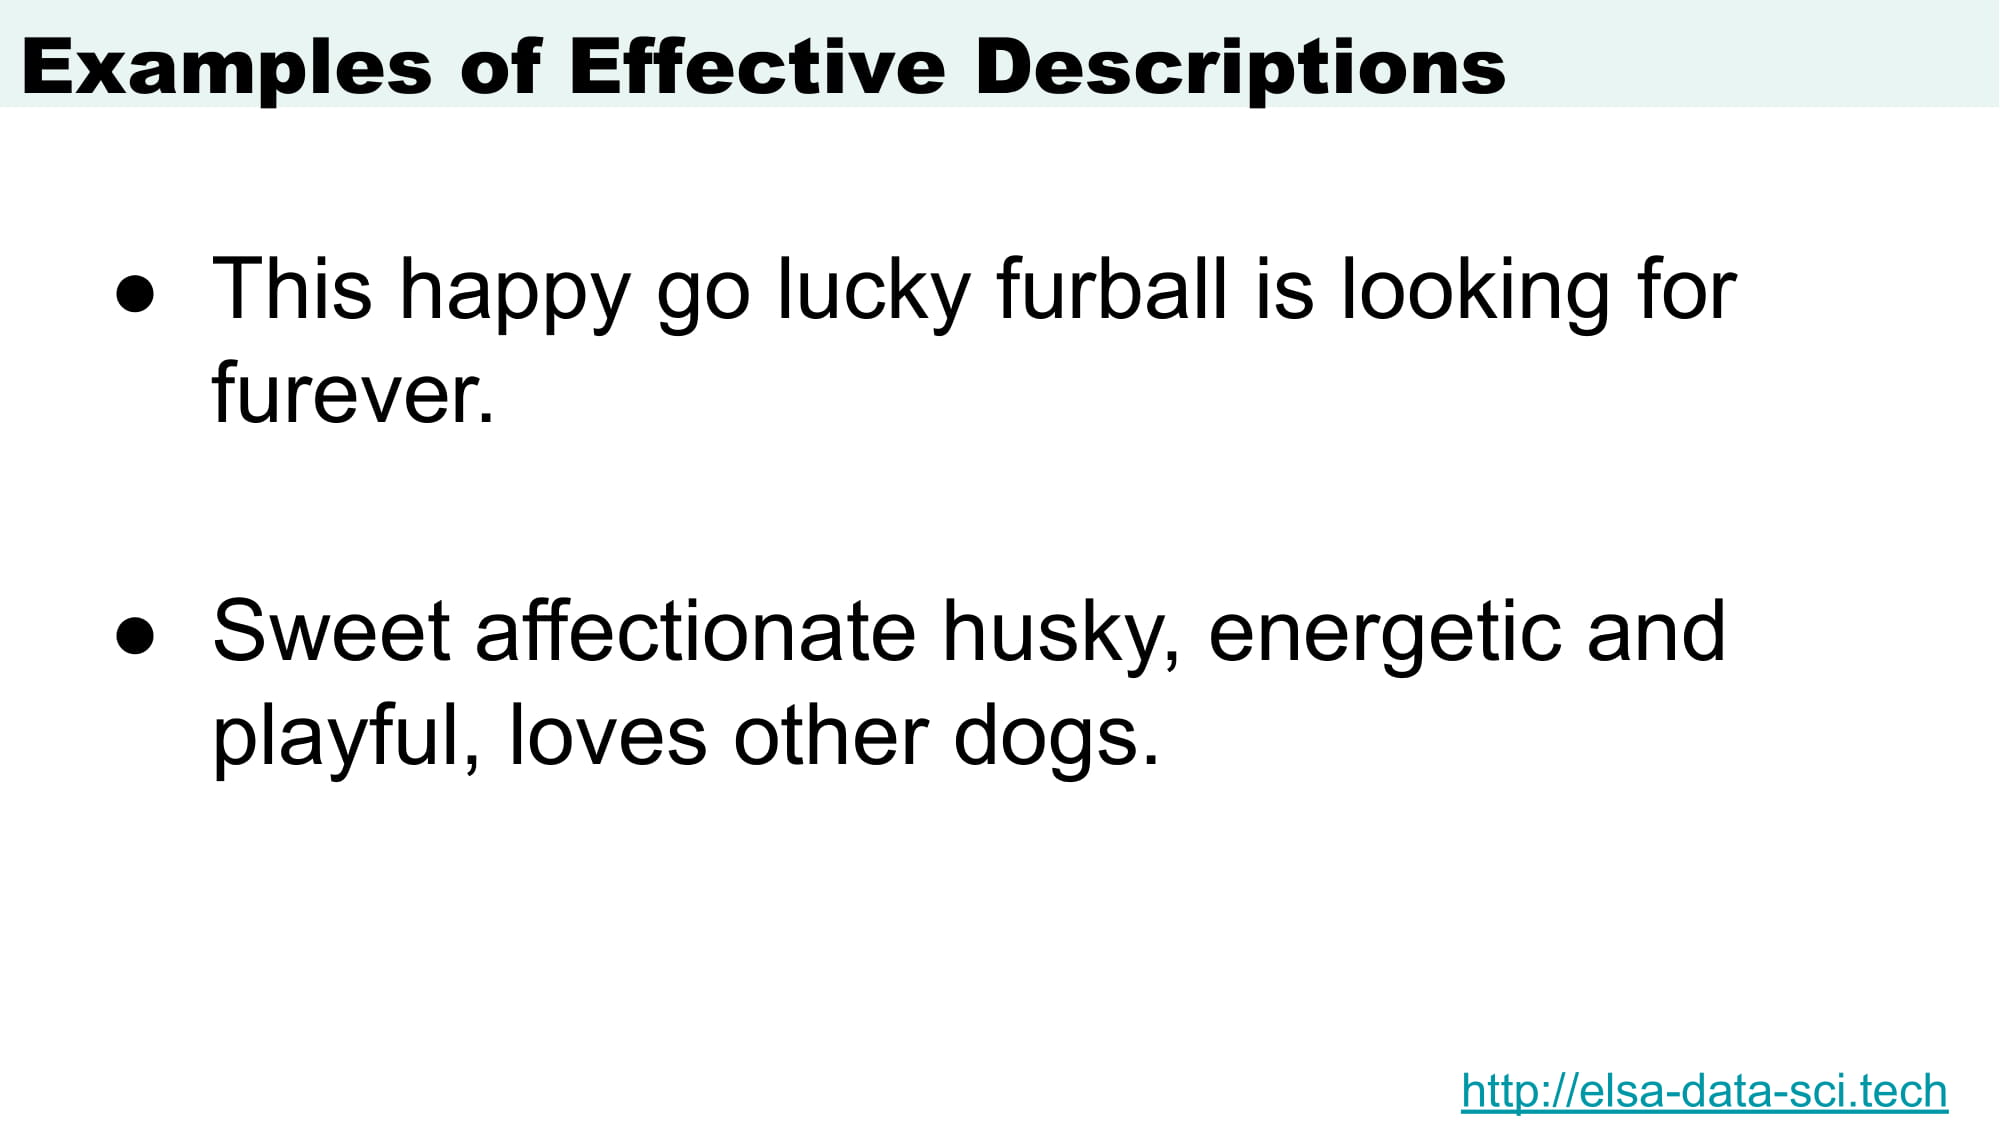 Examples of Effective Descriptions
● This happy go lucky furball is looking for
furever.
● Sweet affectionate husky, energetic and
playful, loves other dogs.
http://elsa-data-sci.tech